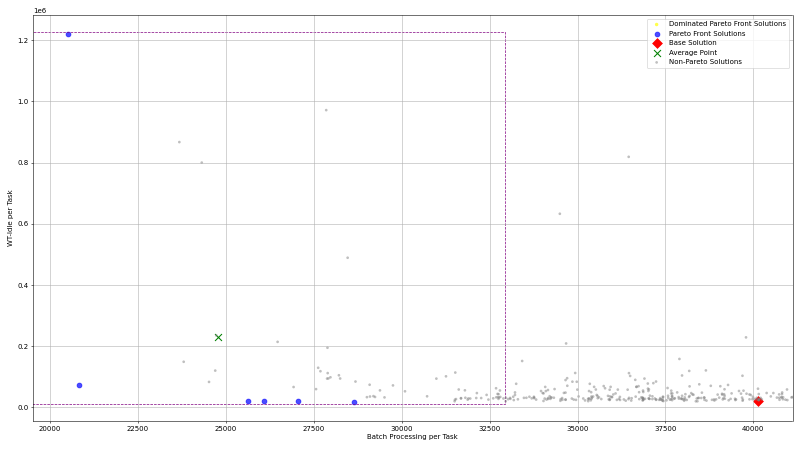 1e6
Dominated Pareto Front Solutions
Pareto Front Solutions
Base Solution
Average Point
Non-Pareto Solutions
1.2
1.0
0.8
0.6
0.4
0.2
0.0
WT-Idle per Task
20000 22500 25000 27500 30000 32500 35000 37500 40000
Batch Processing per Task